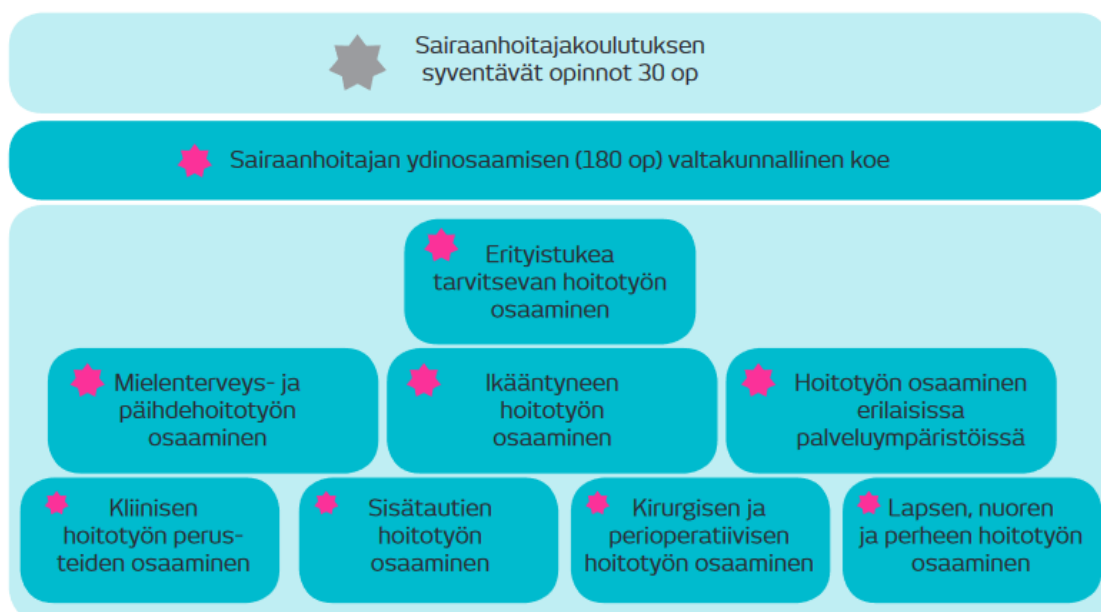 Sairaanhoitajakoulutuksen
syventävät opinnot 30 op
Sairaanhoitajan ydinosaamisen (180 op) valtakunnallinen koe
Erityistukea
tarvitsevan hoitotyön
osaaminen
Mielenterveys- ja
päihdehoitotyön
osaaminen
Ikääntyneen
hoitotyön
osaaminen
Hoitotyön osaaminen
erilaisissa
palveluympäristöissä
Kliinisen
hoitotyön perus-
teiden osaaminen
Sisätautien
hoitotyön
osaaminen
Kirurgisen ja
perioperatiivisen
hoitotyön osaaminen
Lapsen, nuoren
ja perheen hoitotyön
osaaminen